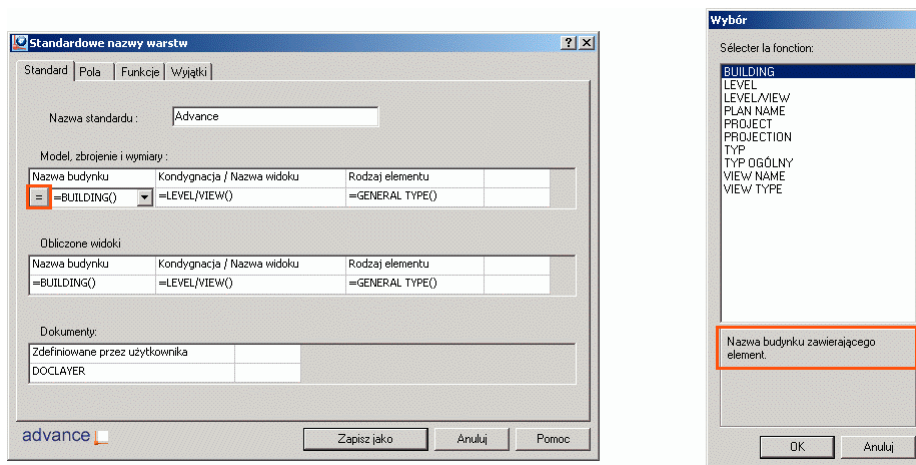 Standardowe nazwy warstw
Standard Pola Funkcje Wyjątki
Nazwa standardu : Advance
Model, zbrojenie i wymiary :
Nazwa budynku Kondygnacja / Nazwa widoku Rodzaj elementu
= =BUILDING() =LEVEL/VIEW() =GENERAL TYPE()
Obliczone widoki
Nazwa budynku Kondygnacja / Nazwa widoku Rodzaj elementu
=BUILDING() =LEVEL/VIEW() =GENERAL TYPE()
Dokumenty:
Zdefiniowane przez użytkownika
DOCLAYER
advance
Zapisz jako Anuluj Pomoc
Wybór
Sélecter la fonction:
BUILDING
LEVEL
LEVEL/VIEW
PLAN NAME
PROJECT
PROJECTION
TYP
TYP OGÓLNY
VIEW NAME
VIEW TYPE
Nazwa budynku zawierającego
element.
OK Anuluj